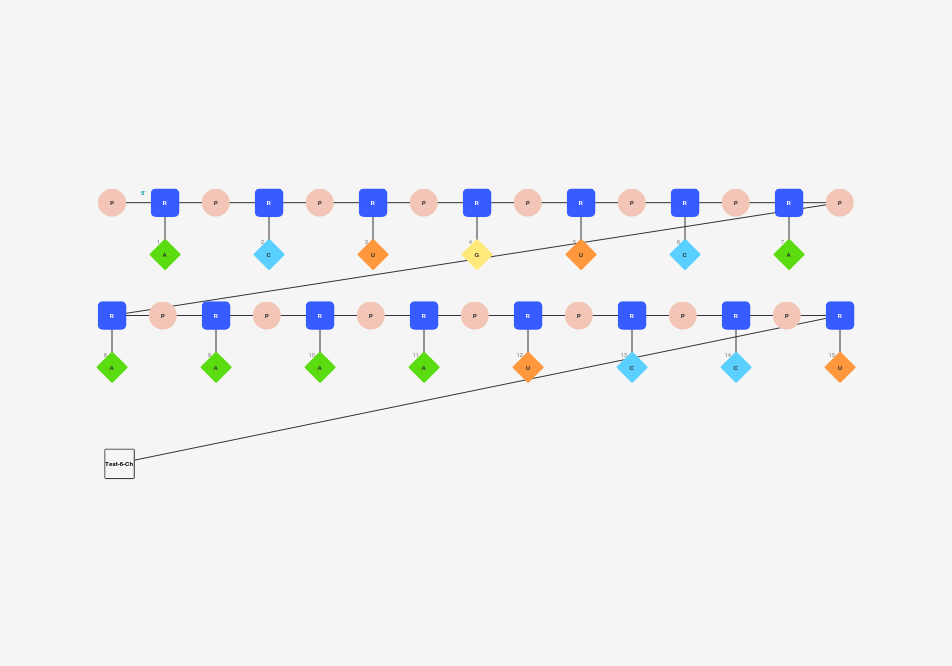 5'
P R P R P R P R P R P R P R P
1 2 3 4 5 6 7
A C U G U C A
R P R P R P R P R P R P R P R
8 9 10 11 12 13 14 15
A A A A U C C U
Test-6-Ch